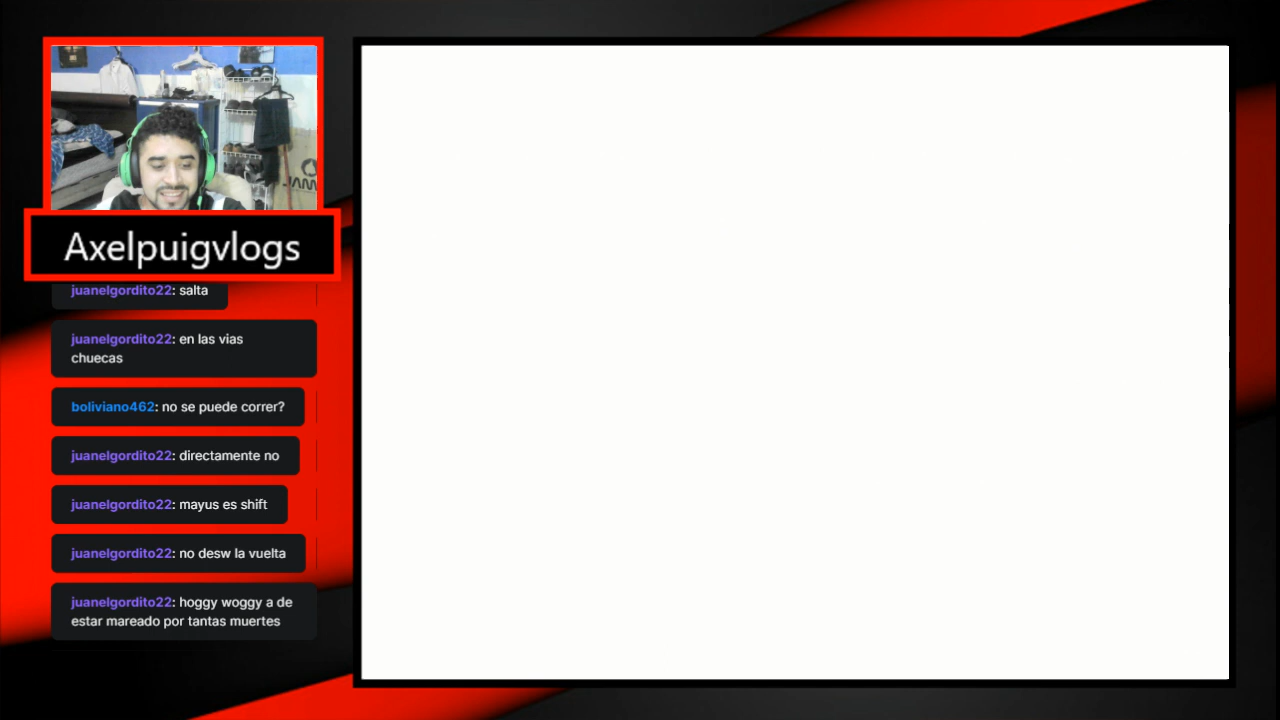 Axelpuigvlogs
juanelgordito22: salta
juanelgordito22: en las vias
chuecas
boliviano462: no se puede correr?
juanelgordito22: directamente no
juanelgordito22: mayus es shift
juanelgordito22: no desw la vuelta
juanelgordito22: hoggy woggy a de
estar mareado por tantas muertes